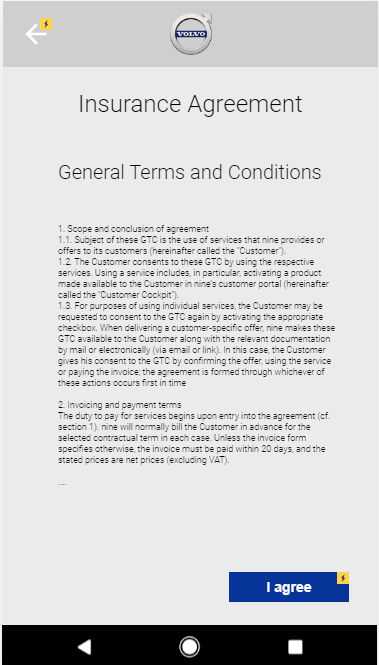 VOLVO
Insurance Agreement
General Terms and Conditions
1. Scope and conclusion of agreement
1.1. Subject of these GTC is the use of services that nine provides or
offers to its customers (hereinafter called the "Customer").
1.2. The Customer consents to these GTC by using the respective
services. Using a service includes, in particular, activating a product
made available to the Customer in nine's customer portal (hereinafter
called the "Customer Cockpit").
1.3. For purposes of using individual services, the Customer may be
requested to consent to the GTC again by activating the appropriate
checkbox. When delivering a customer-specific offer, nine makes these
GTC available to the Customer along with the relevant documentation
by mail or electronically (via email or link). In this case, the Customer
gives his consent to the GTC by confirming the offer, using the service
or paying the invoice; the agreement is formed through whichever of
these actions occurs first in time
2. Invoicing and payment terms
The duty to pay for services begins upon entry into the agreement (cf.
section 1). nine will normally bill the Customer in advance for the
selected contractual term in each case. Unless the invoice form
specifies otherwise, the invoice must be paid within 20 days, and the
stated prices are net prices (excluding VAT).
....
I agree